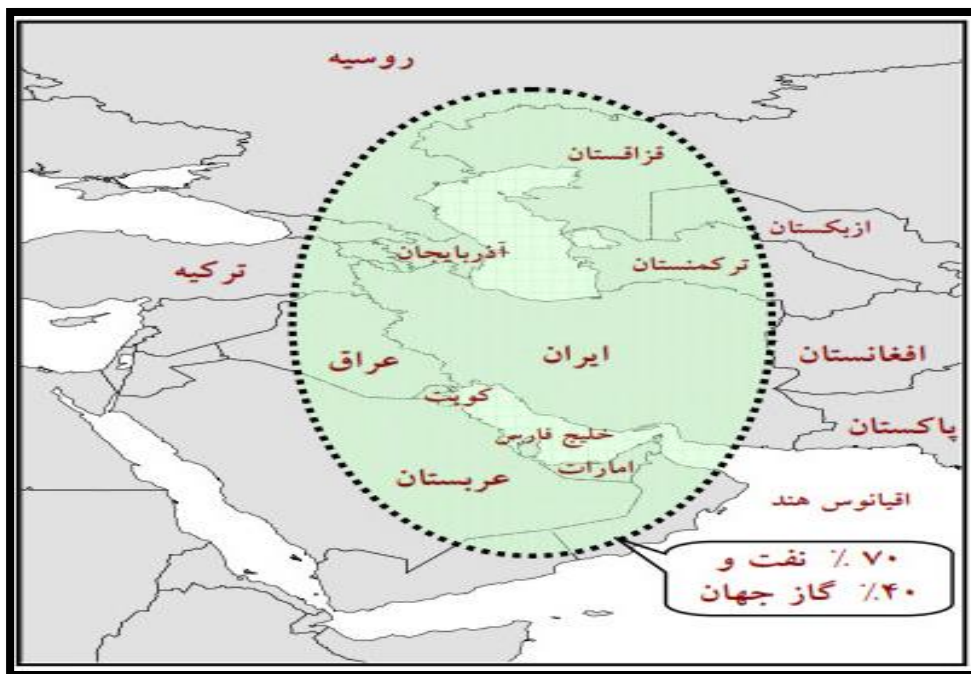 روسیه
قزاقستان
ازبکستان
آذربایجان
ترکمنستان
ترکیه
ایران
عراق
افغانستان
کویت
پاکستان
خلیج فارس
امارات
عربستان
اقیانوس هند
۷۰ ٪ نفت و
۴۰٪ گاز جهان